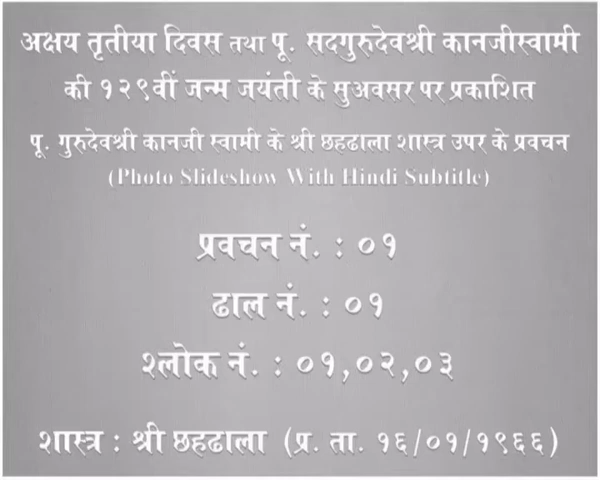 अक्षय तृतीया दिवस तथा पू. सदगुरुदेवश्री कानजीस्वामी
की १२९वीं जन्म जयंती के सुअवसर पर प्रकाशित
पू. गुरुदेवश्री कानजी स्वामी के श्री छहढाला शास्त्र उपर के प्रवचन
(Photo Slideshow With Hindi Subtitle)
प्रवचन नं. : ०१
ढाल नं. : ०१
श्लोक नं. : ०१,०२,०३
शास्त्र : श्री छहढाला (प्र. ता. १६/०१/१९६६)